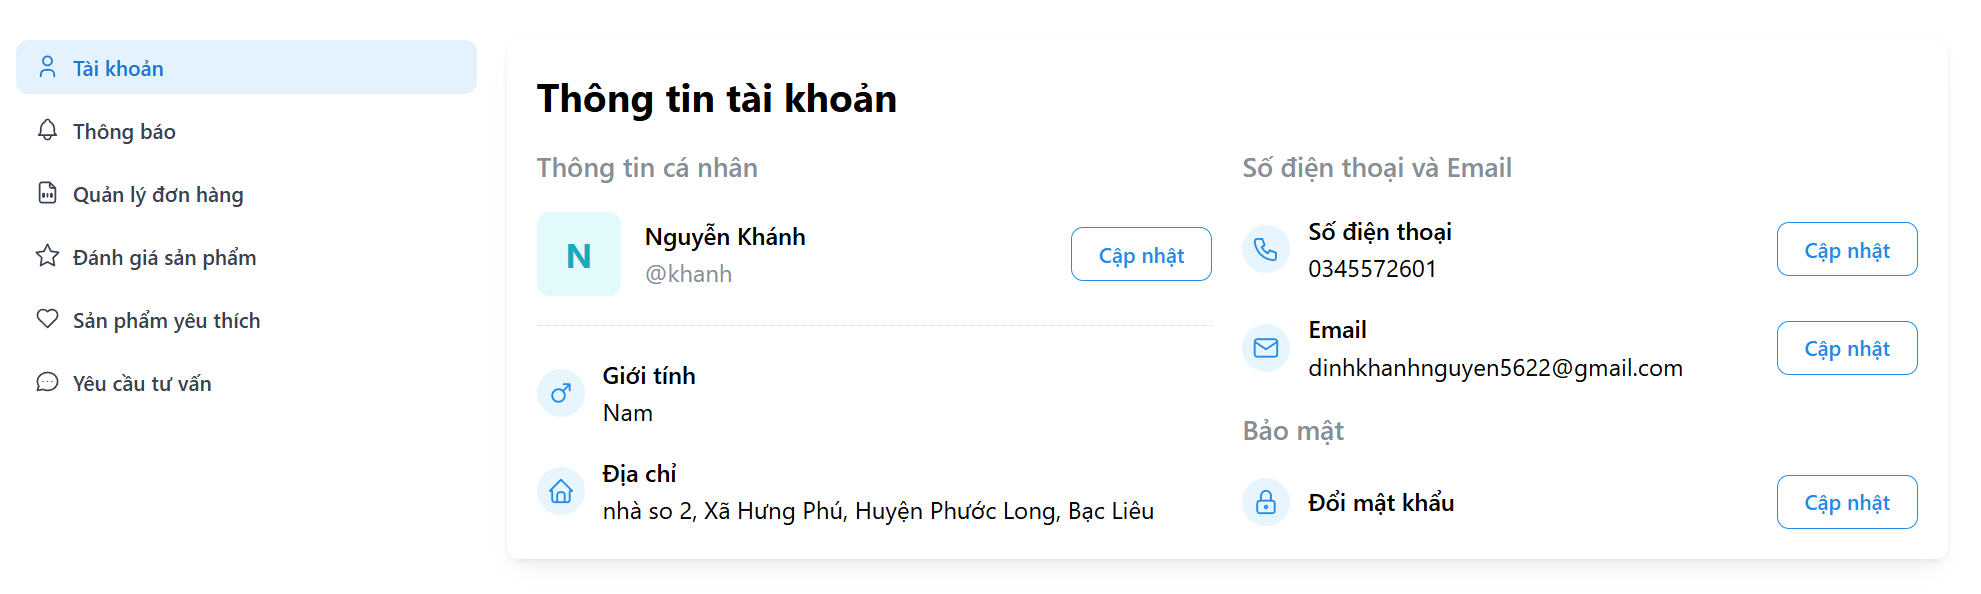 Tài khoản
Thông báo
Quản lý đơn hàng
Đánh giá sản phẩm
Sản phẩm yêu thích
Yêu cầu tư vấn
Thông tin tài khoản
Thông tin cá nhân
N
Nguyễn Khánh
@khanh
Cập nhật
Giới tính
Nam
Địa chỉ
nhà so 2, Xã Hưng Phú, Huyện Phước Long, Bạc Liêu
Số điện thoại và Email
Số điện thoại
0345572601
Cập nhật
Email
dinhkhanhnguyen5622@gmail.com
Cập nhật
Bảo mật
Đổi mật khẩu
Cập nhật